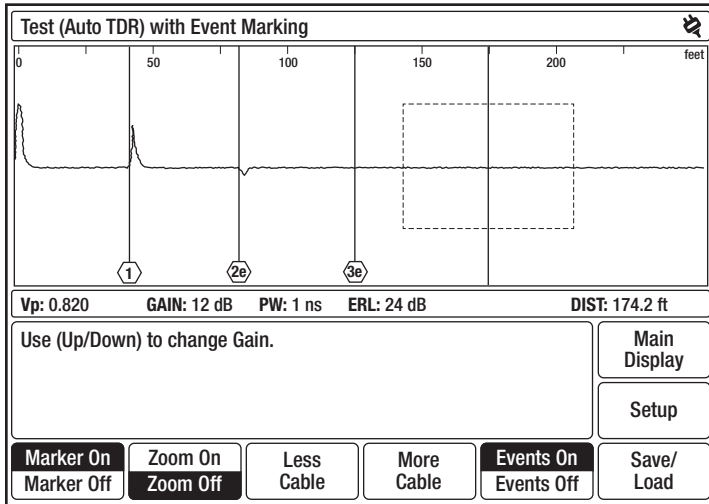 Test (Auto TDR) with Event Marking
0 50 100 150 200 feet
1 2e 3e
Vp: 0.820 GAIN: 12 dB PW: 1 ns ERL: 24 dB DIST: 174.2 ft
Use (Up/Down) to change Gain.
Main
Display
Setup
Marker On
Marker Off
Zoom On
Zoom Off
Less
Cable
More
Cable
Events On
Events Off
Save/
Load